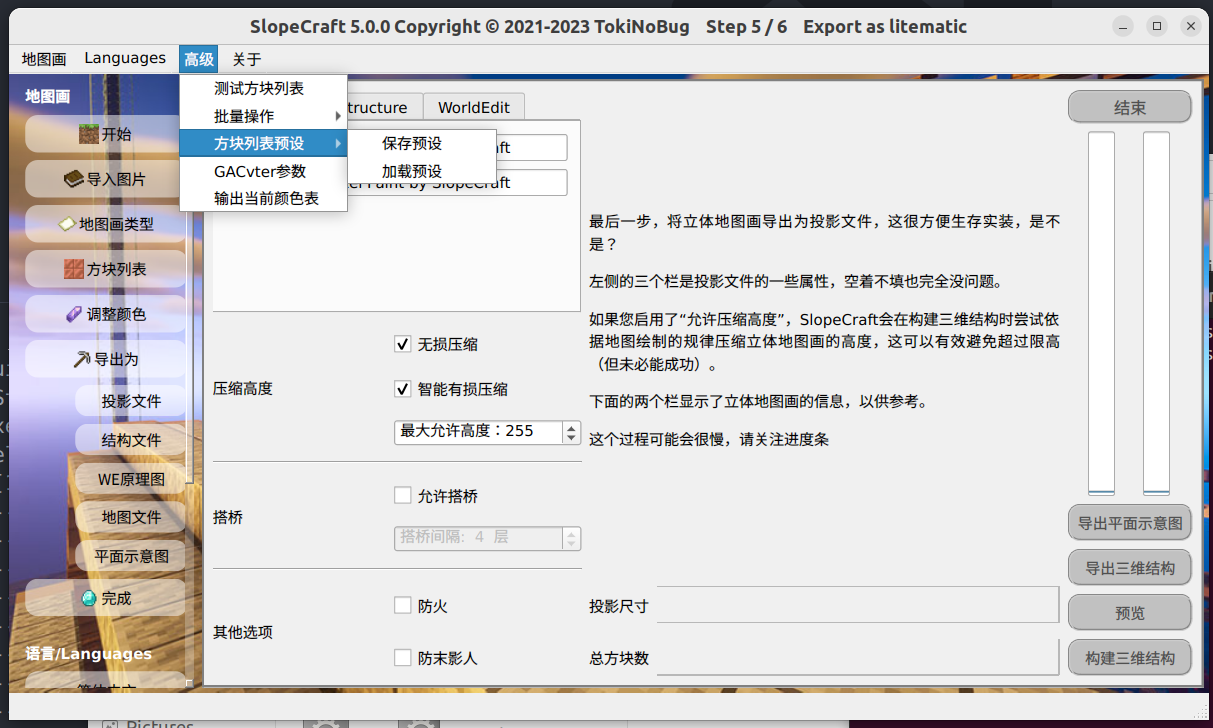 SlopeCraft 5.0.0 Copyright © 2021-2023 TokiNoBug Step 5 / 6 Export as litematic
地图画 Languages 高级 关于
测试方块列表
批量操作
方块列表预设
GACvter参数
输出当前颜色表
保存预设
加载预设
地图画
开始
导入图片
地图画类型
方块列表
调整颜色
导出为
投影文件
结构文件
WE原理图
地图文件
平面示意图
完成
语言/Languages
tructure WorldEdit
ft
Paint by SlopeCraft
压缩高度
无损压缩
智能有损压缩
最大允许高度：255
搭桥
允许搭桥
搭桥间隔: 4 层
其他选项
防火
防末影人
最后一步，将立体地图画导出为投影文件，这很方便生存实装，是不
是？
左侧的三个栏是投影文件的一些属性，空着不填也完全没问题。
如果您启用了“允许压缩高度”，SlopeCraft会在构建三维结构时尝试依
据地图绘制的规律压缩立体地图画的高度，这可以有效避免超过限高
（但未必能成功）。
下面的两个栏显示了立体地图画的信息，以供参考。
这个过程可能会很慢，请关注进度条
投影尺寸
总方块数
结束
导出平面示意图
导出三维结构
预览
构建三维结构
Pictures